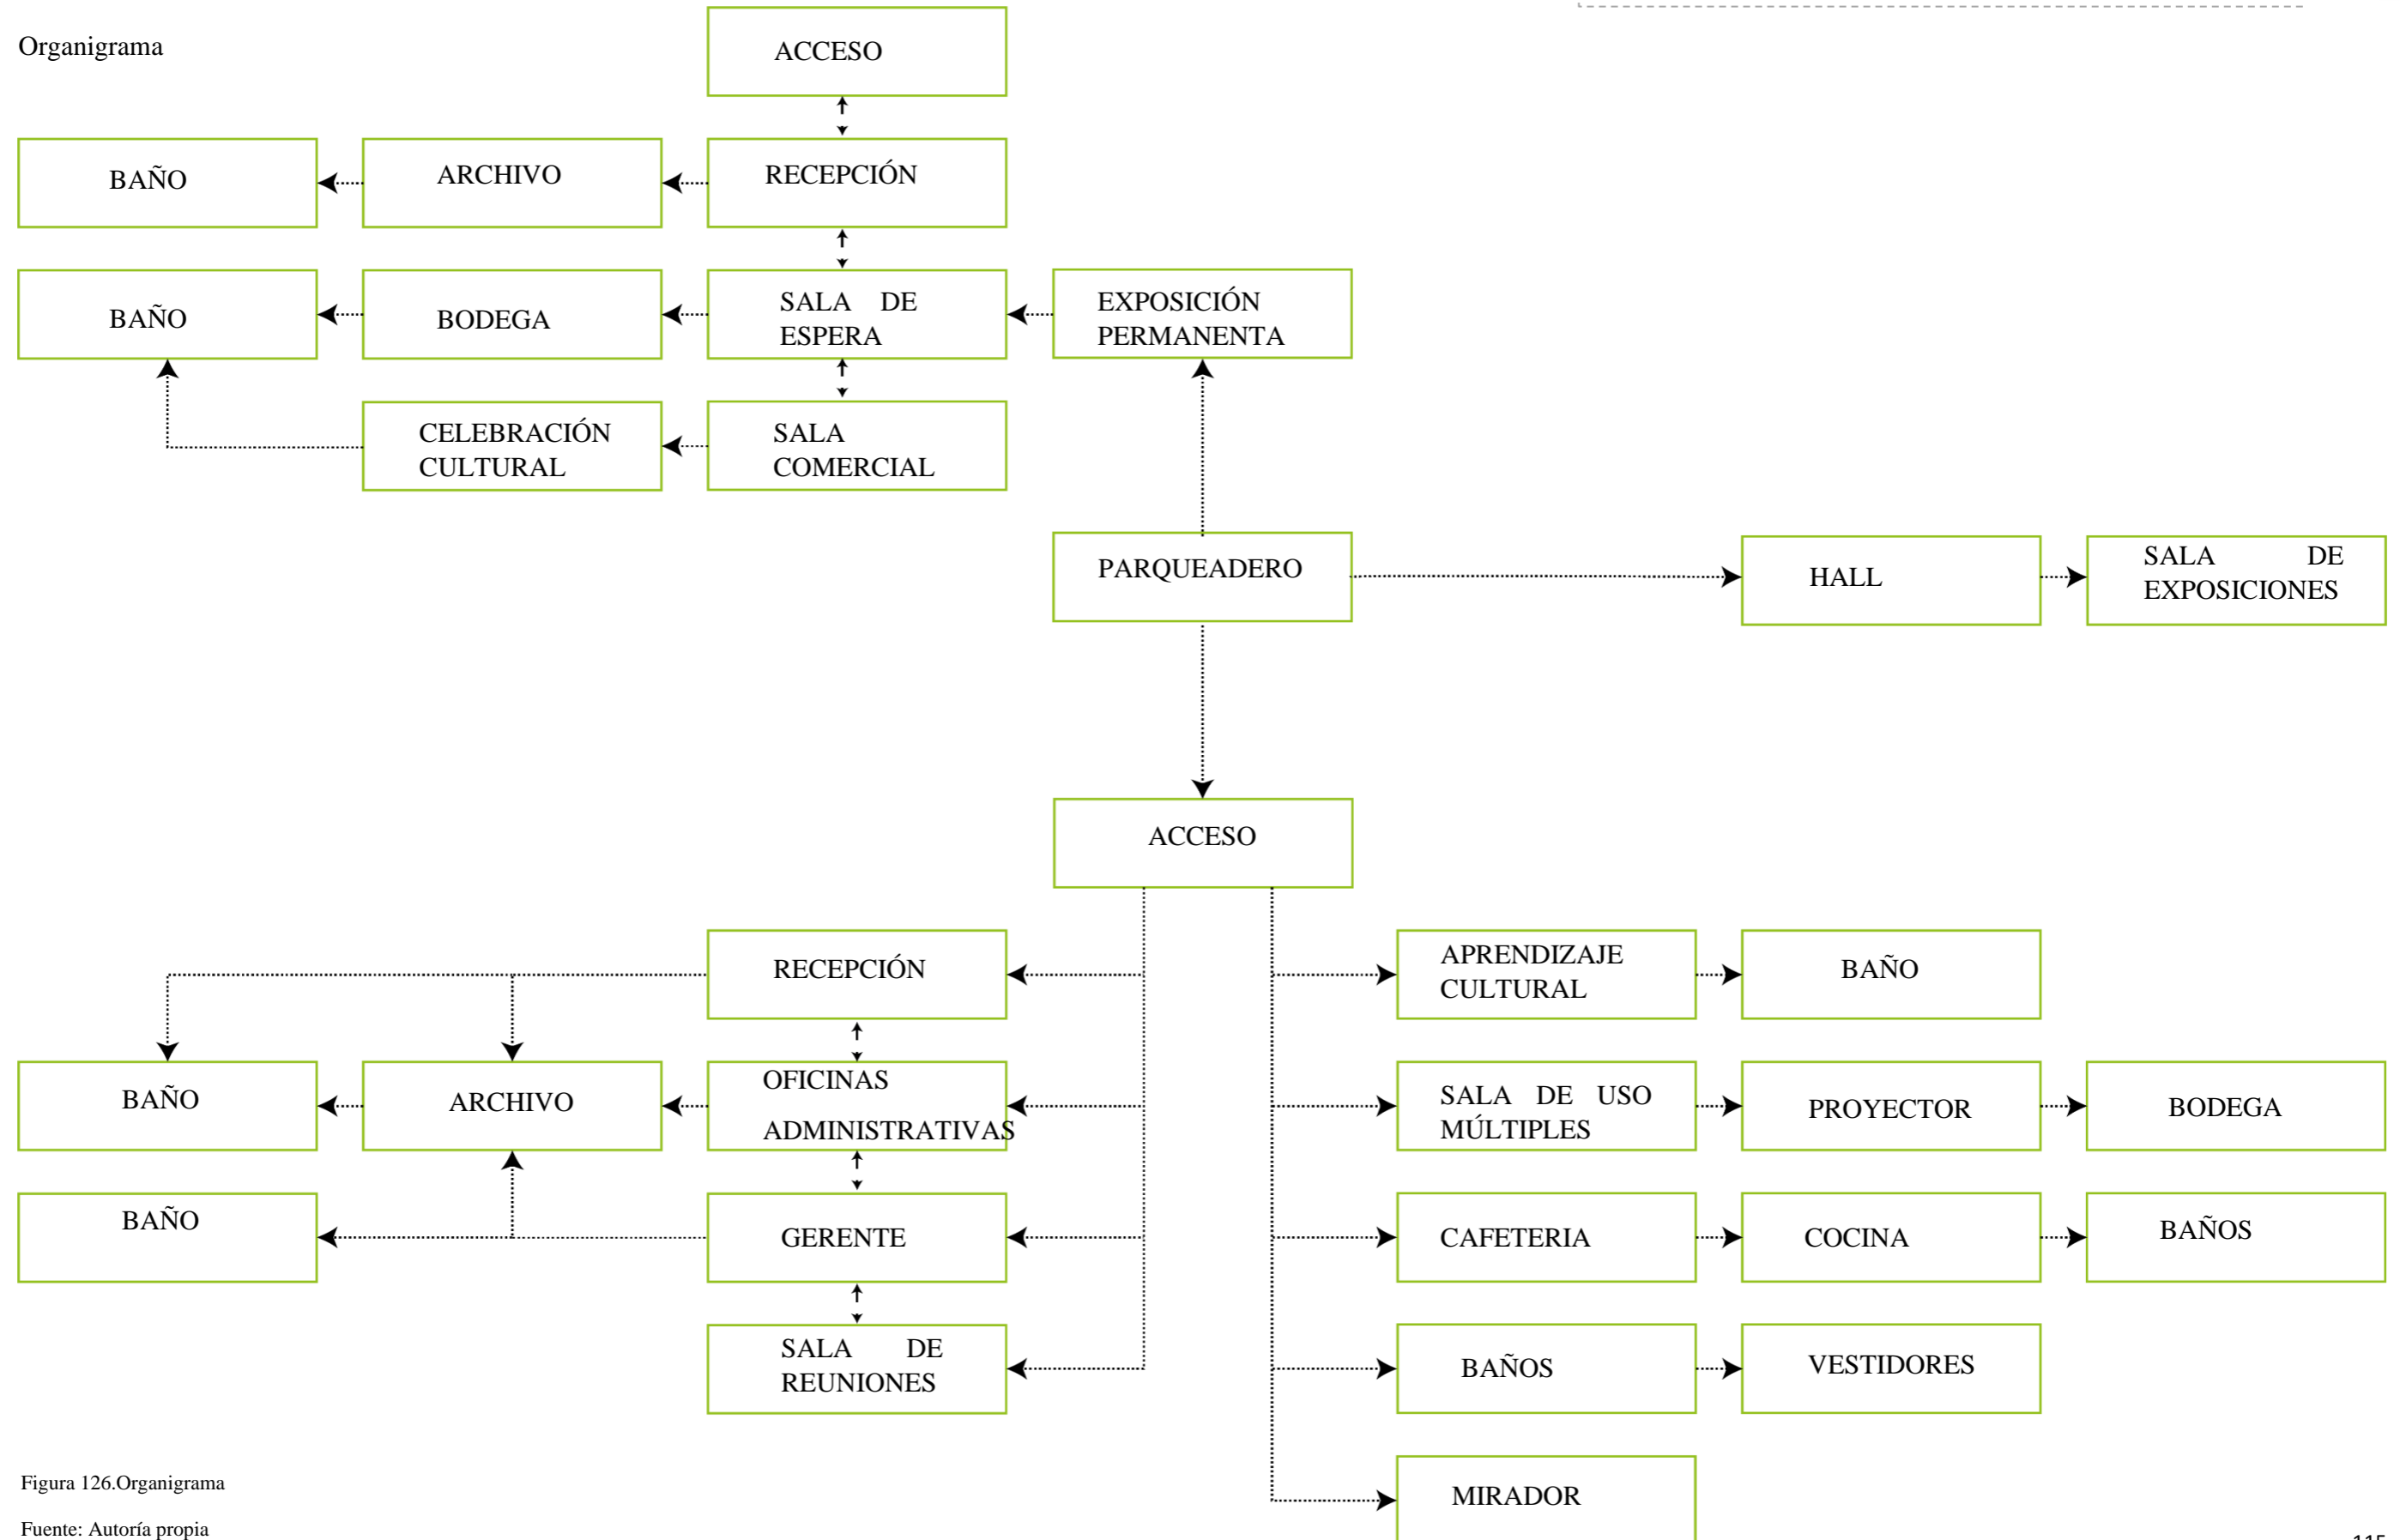 Organigrama
ACCESO
BAÑO
ARCHIVO
RECEPCIÓN
BAÑO
BODEGA
SALA DE
ESPERA
EXPOSICIÓN
PERMANENTA
CELEBRACIÓN
CULTURAL
SALA
COMERCIAL
PARQUEADERO
HALL
SALA DE
EXPOSICIONES
ACCESO
RECEPCIÓN
APRENDIZAJE
CULTURAL
BAÑO
BAÑO
ARCHIVO
OFICINAS
ADMINISTRATIVAS
SALA DE USO
MÚLTIPLES
PROYECTOR
BODEGA
BAÑO
GERENTE
CAFETERIA
COCINA
BAÑOS
SALA DE
REUNIONES
BAÑOS
VESTIDORES
MIRADOR
Figura 126.Organigrama
Fuente: Autoría propia